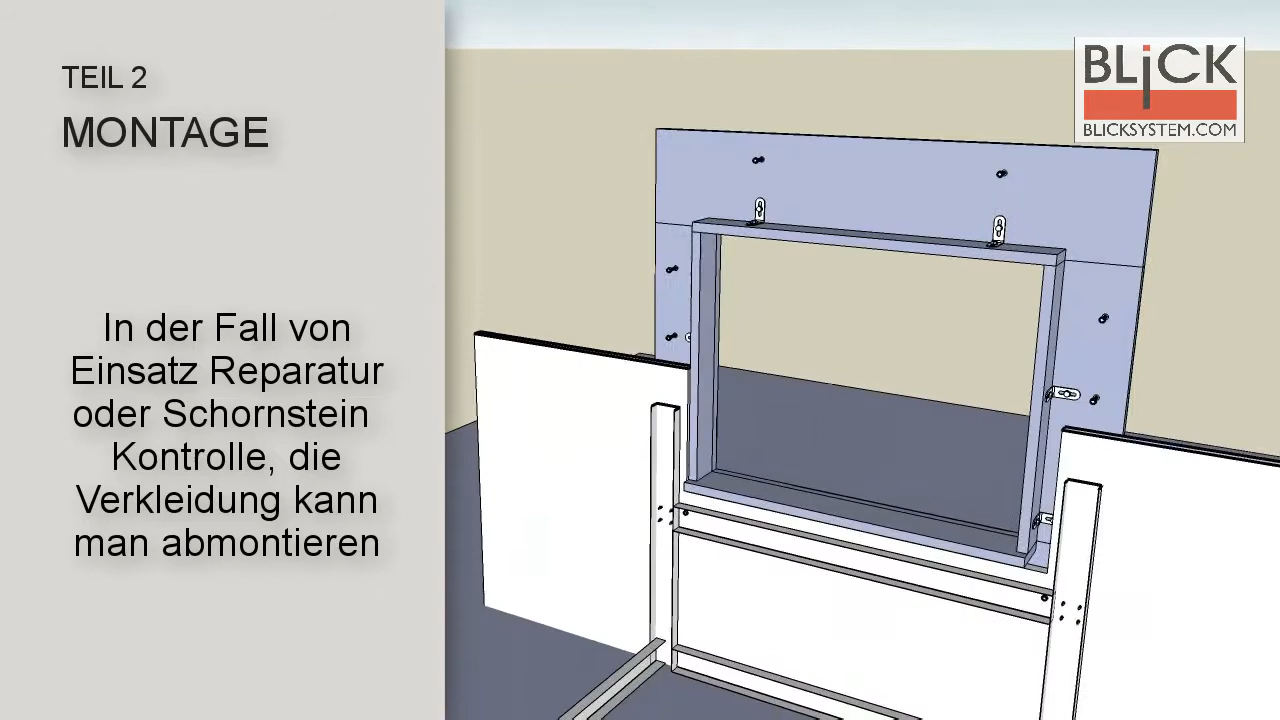 TEIL 2
MONTAGE
In der Fall von
Einsatz Reparatur
oder Schornstein
Kontrolle, die
Verkleidung kann
man abmontieren
BLiCK
BLICKSYSTEM.COM